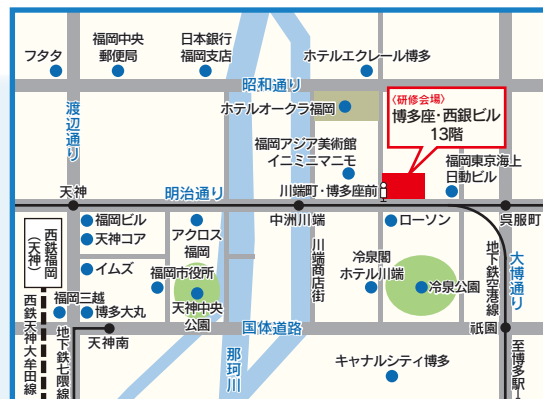 フタタ
福岡中央
郵便局
日本銀行
福岡支店
ホテルエクレール博多
昭和通り
渡辺通り
ホテルオークラ福岡
〈研修会場〉
博多座・西銀ビル
13階
福岡アジア美術館
イニミニマニモ
福岡東京海上
日動ビル
天神
明治通り
川端町・博多座前
中洲川端
呉服町
西鉄福岡
（天神）
福岡ビル
天神コア
アクロス
福岡
ローソン
イムズ
福岡市役所
川端商店街
冷泉閣
ホテル川端
冷泉公園
地下鉄空港線
大博通り
福岡三越
博多大丸
天神中央
公園
国体道路
祇園
天神南
西鉄天神大牟田線
地下鉄七隈線
那珂川
キャナルシティ博多
至博多駅↓